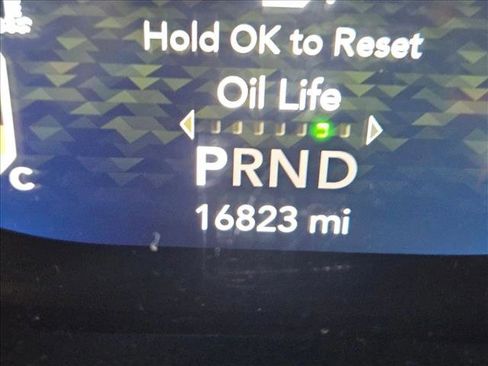 Hold OK to Reset
Oil Life
PRND
16823 mi
C